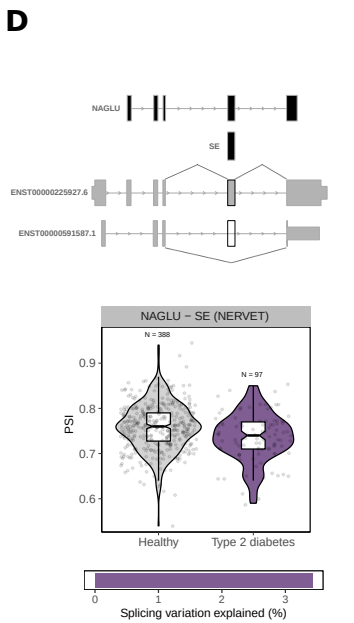 D
NAGLU
SE
ENST00000225927.6
ENST00000591587.1
NAGLU − SE (NERVET)
N = 388
N = 97
0.9
0.8
0.7
0.6
PSI
Healthy Type 2 diabetes
0 1 2 3
Splicing variation explained (%)